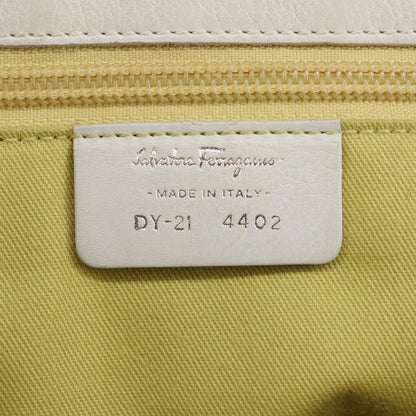 Salvatore Ferragamo
- MADE IN ITALY -
DY-21 4402